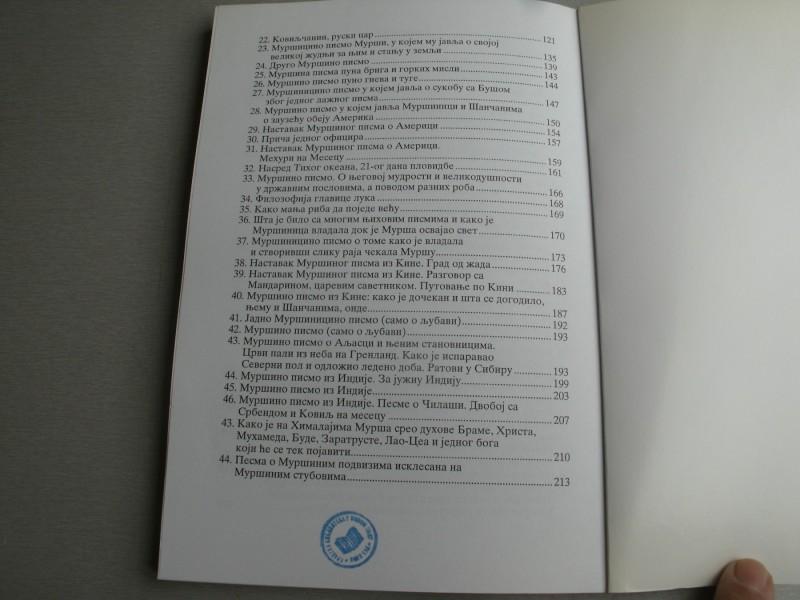 22. Ковиљчанин, руски цар 121
23. Муршицино писмо Мурши, у којем му јавља о својој
великој жудњи за њим и стању у земљи 135
24. Друго Муршино писмо 139
25. Муршина писма пуна брига и горких мисли 143
26. Муршино писмо пуно гнева и туге 144
27. Муршиницино писмо у којем јавља о сукобу са Бушом
због једног лажног писма 147
28. Муршино писмо у којем јавља Муршиници и Шанчанима
о заузећу обеју Америка 150
29. Наставак Муршиног писма о Америци 154
30. Прича једног официра 157
31. Наставак Муршиног писма о Америци.
Мехури на Месецу 159
32. Насред Тихог океана, 21-ог дана пловидбе 161
33. Муршино писмо. О његовој мудрости и великодушности
у државним пословима, а поводом разних роба 166
34. Филозофија главице лука 168
35. Како мања риба да поједе већу 169
36. Шта је било са многим њиховим писмима и како је
Муршиница владала док је Мурша освајао свет 170
37. Муршиницино писмо о томе како је владала
и створивши слику раја чекала Муршу 173
38. Наставак Муршиног писма из Кине. Град од жада 176
39. Наставак Муршиног писма из Кине. Разговор са
Мандарином, царевим саветником. Путовање по Кини 183
40. Муршино писмо из Кине: како је дочекан и шта се догодило,
њему и Шанчанима, онде 187
41. Јадно Муршиницино писмо (само о љубави) 192
42. Муршино писмо (само о љубави) 193
43. Муршино писмо о Аљасци и њеним становницима.
Црви пали из неба на Гренланд. Како је испаравао
Северни пол и одложио ледено доба. Ратови у Сибиру 193
44. Муршино писмо из Индије. За јужну Индију 199
45. Муршино писмо из Индије 203
46. Муршино писмо из Индије. Песме о Чилаши. Двобој са
Србендом и Ковиљ на месецу 207
43. Како је на Хималајима Мурша срео духове Браме, Христа,
Мухамеда, Буде, Заратрусте, Лао-Цеа и једног бога
који ће се тек појавити 210
44. Песма о Муршиним подвизима исклесана на
Муршиним стубовима 213